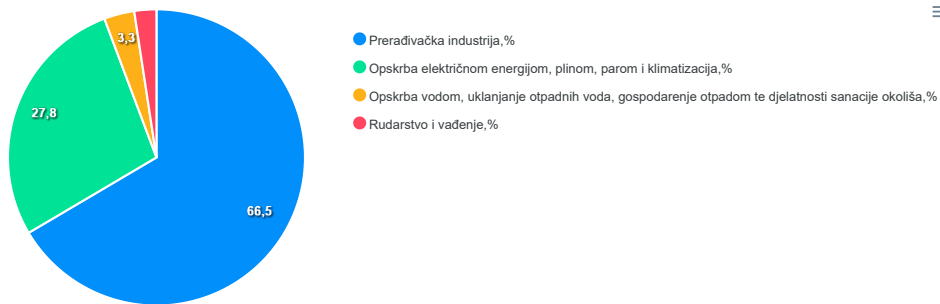 Prerađivačka industrija,%
Opskrba električnom energijom, plinom, parom i klimatizacija,%
Opskrba vodom, uklanjanje otpadnih voda, gospodarenje otpadom te djelatnosti sanacije okoliša,%
Rudarstvo i vađenje,%
3,3
27,8
66,5